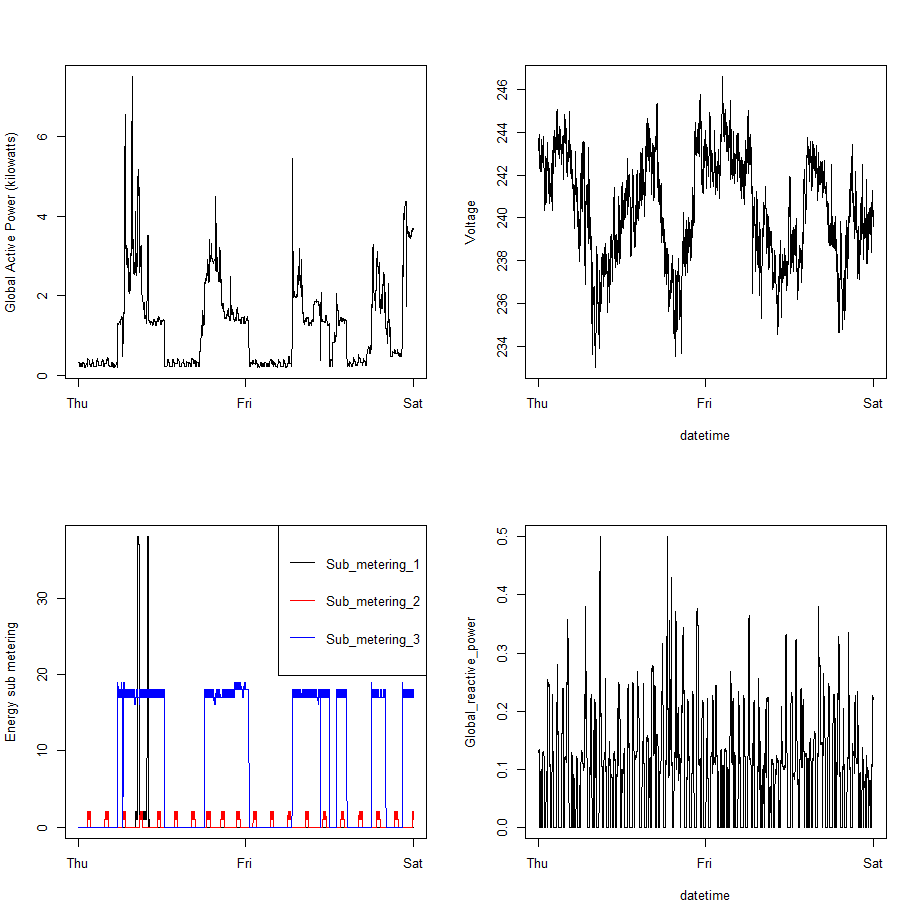 Global Active Power (kilowatts)
0
2
4
6
Thu
Fri
Sat
Voltage
234
236
238
240
242
244
246
Thu
Fri
Sat
datetime
Energy sub metering
0
10
20
30
Sub_metering_1
Sub_metering_2
Sub_metering_3
Thu
Fri
Sat
Global_reactive_power
0.0
0.1
0.2
0.3
0.4
0.5
Thu
Fri
Sat
datetime